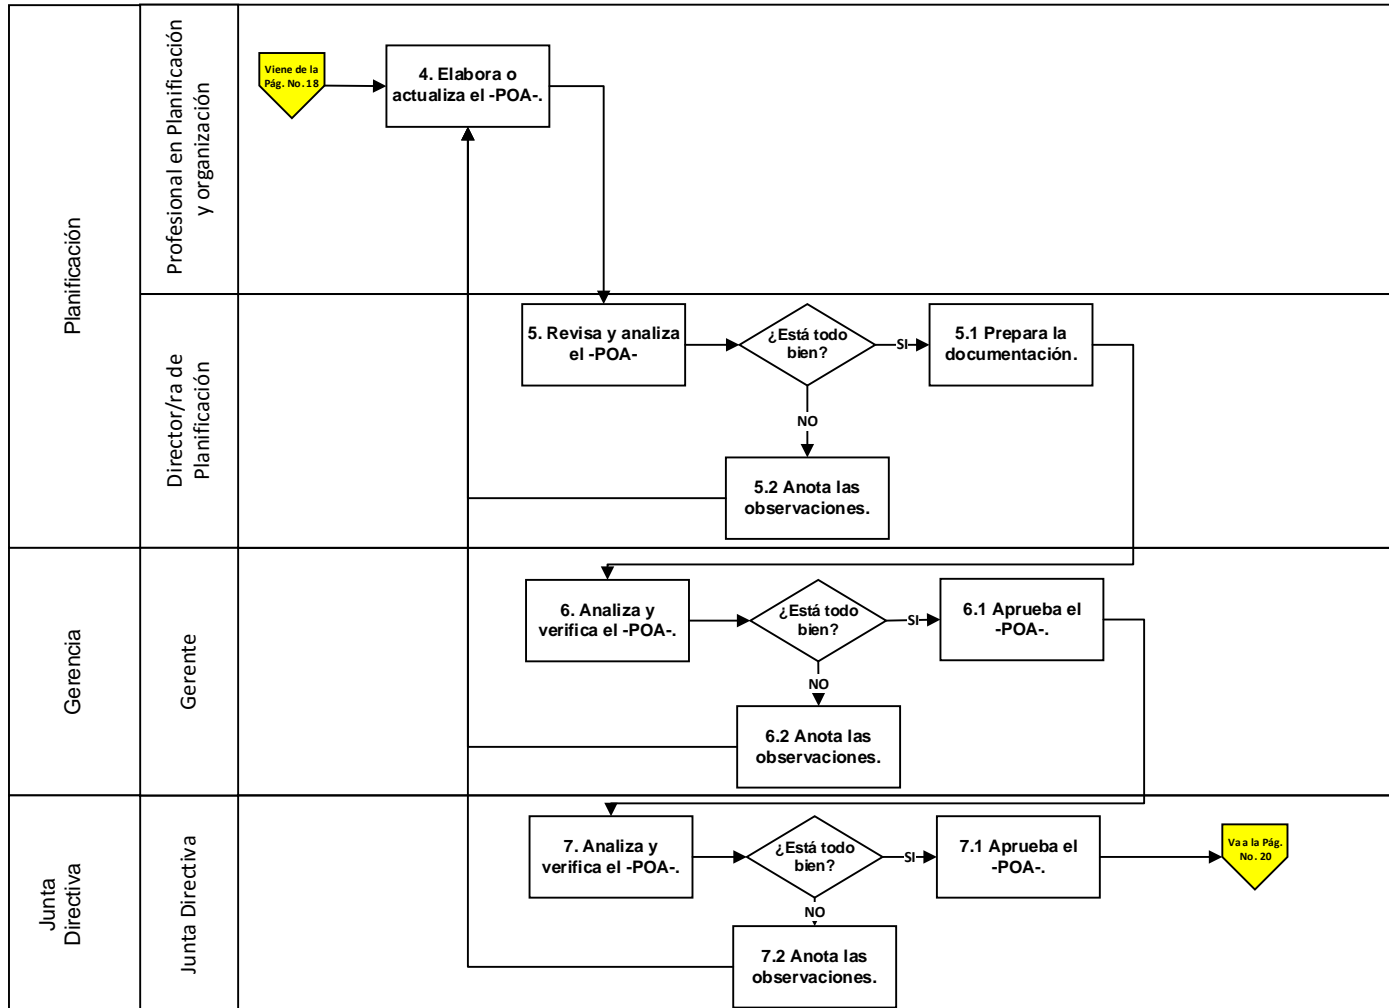 Planificación
Profesional en Planificación
y organización
Viene de la
Pág. No. 18
4. Elabora o
actualiza el -POA-.
Director/ra de
Planificación
5. Revisa y analiza
el -POA-
¿Está todo
bien?
SI
5.1 Prepara la
documentación.
NO
5.2 Anota las
observaciones.
Gerencia
Gerente
6. Analiza y
verifica el -POA-.
¿Está todo
bien?
SI
6.1 Aprueba el
-POA-.
NO
6.2 Anota las
observaciones.
Junta
Directiva
Junta Directiva
7. Analiza y
verifica el -POA-.
¿Está todo
bien?
SI
7.1 Aprueba el
-POA-.
Va a la Pág.
No. 20
NO
7.2 Anota las
observaciones.